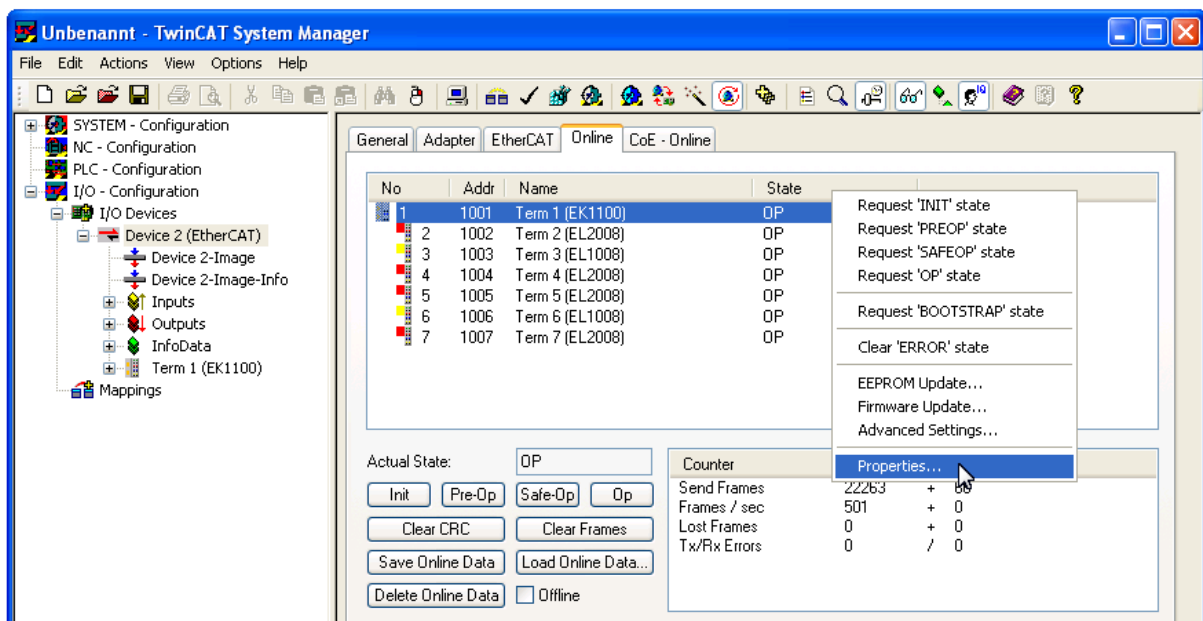 Unbenannt - TwinCAT System Manager
File Edit Actions View Options Help
SYSTEM - Configuration
NC - Configuration
PLC - Configuration
I/O - Configuration
I/O Devices
Device 2 (EtherCAT)
Device 2-Image
Device 2-Image-Info
Inputs
Outputs
InfoData
Term 1 (EK1100)
Mappings
General Adapter EtherCAT Online CoE - Online
No Addr Name State
1 1001 Term 1 (EK1100) OP
2 1002 Term 2 (EL2008) OP
3 1003 Term 3 (EL1008) OP
4 1004 Term 4 (EL2008) OP
5 1005 Term 5 (EL2008) OP
6 1006 Term 6 (EL1008) OP
7 1007 Term 7 (EL2008) OP
Request 'INIT' state
Request 'PREOP' state
Request 'SAFEOP' state
Request 'OP' state
Request 'BOOTSTRAP' state
Clear 'ERROR' state
EEPROM Update...
Firmware Update...
Advanced Settings...
Properties...
Actual State: OP
Init Pre-Op Safe-Op Op
Clear CRC Clear Frames
Save Online Data Load Online Data...
Delete Online Data Offline
Counter
Send Frames 22263 +
Frames / sec 501 + 0
Lost Frames 0 + 0
Tx/Rx Errors 0 / 0